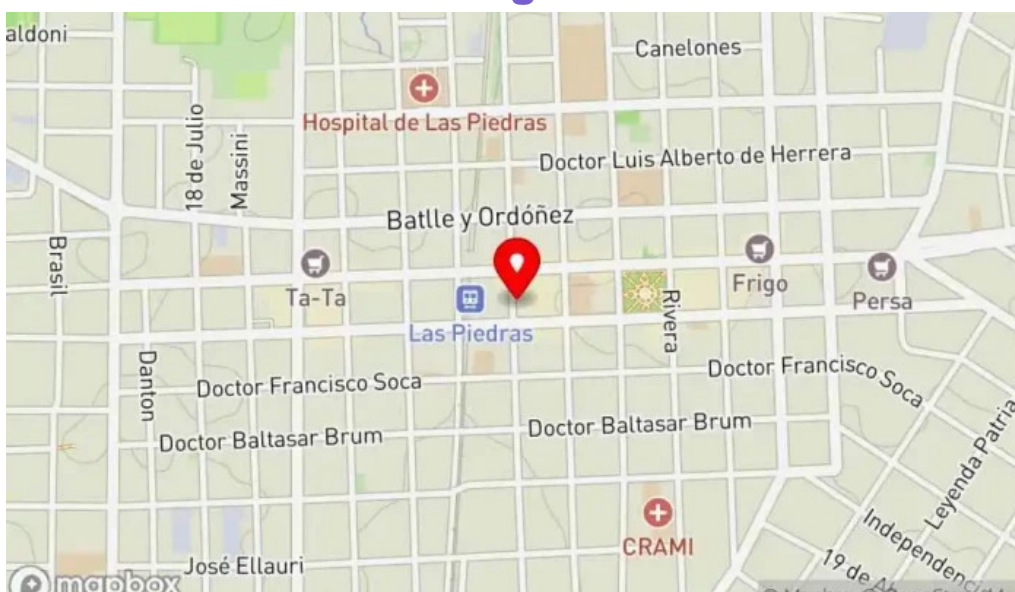 aldoni
Canelones
Hospital de Las Piedras
18 de Julio
Massini
Doctor Luis Alberto de Herrera
Batlle y Ordóñez
Brasil
Ta-Ta
Las Piedras
Rivera
Frigo
Persa
Danton
Doctor Francisco Soca
Doctor Francisco Soca
Doctor Baltasar Brum
Doctor Baltasar Brum
Leyenda Patria
CRAMI
Independencia
José Ellauri
19 de
mapbox